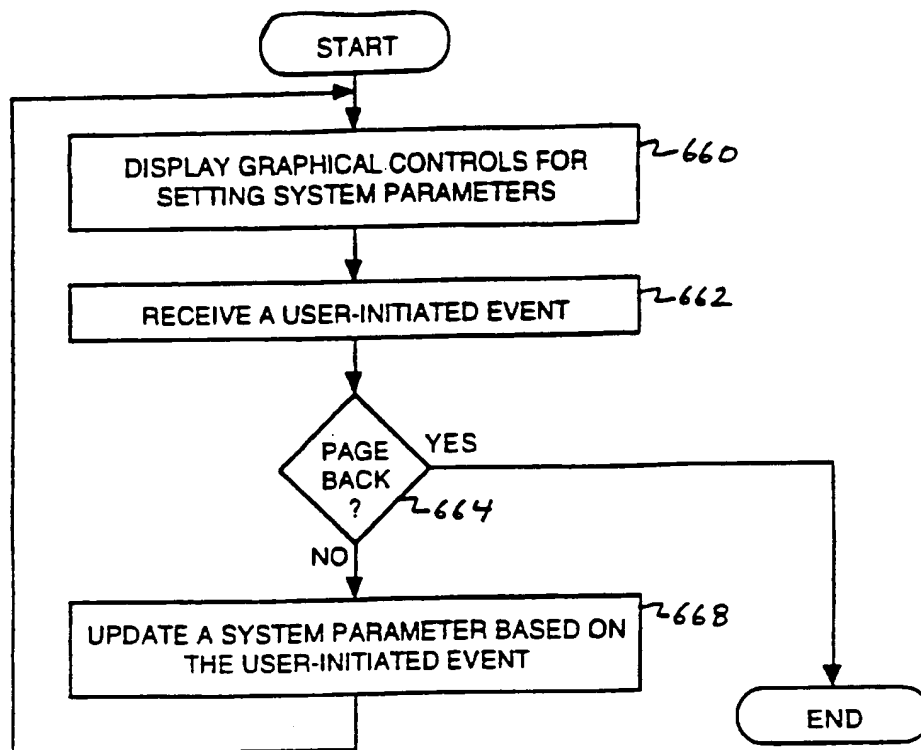 START
DISPLAY GRAPHICAL CONTROLS FOR
SETTING SYSTEM PARAMETERS
660
RECEIVE A USER-INITIATED EVENT
662
PAGE
BACK
?
YES
664
NO
UPDATE A SYSTEM PARAMETER BASED ON
THE USER-INITIATED EVENT
668
END